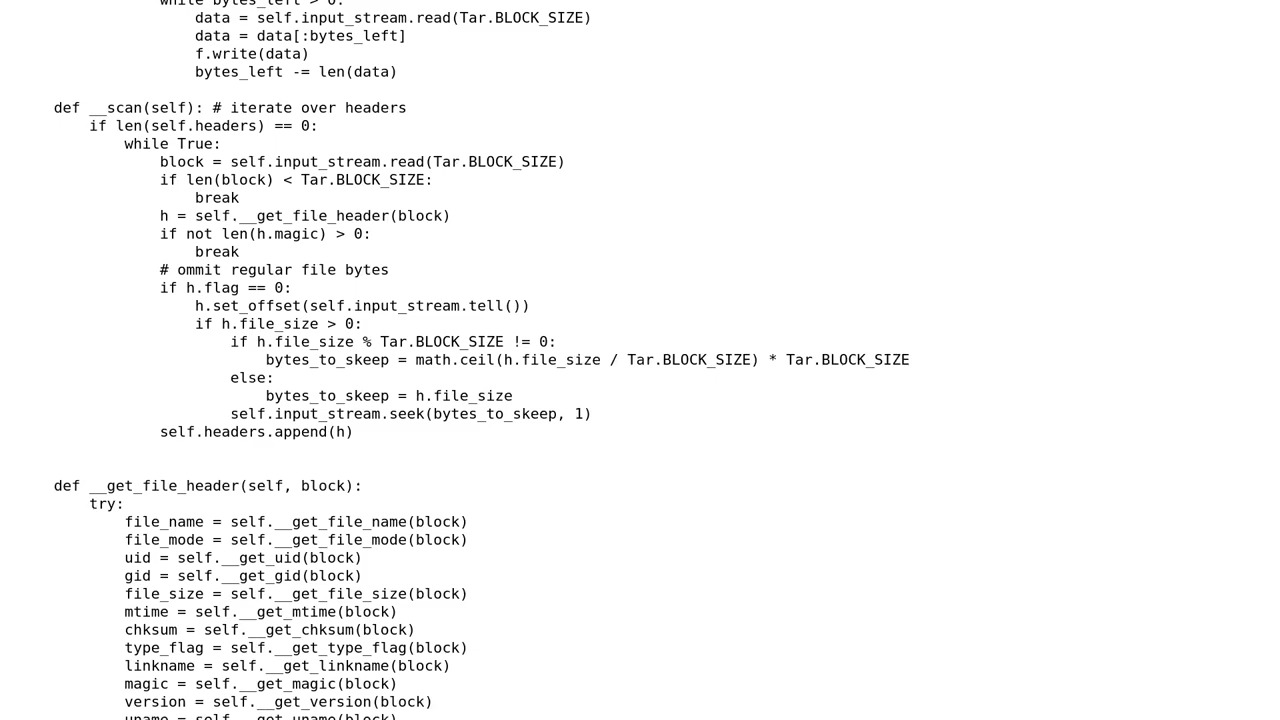 while bytes_left > 0:
data = self.input_stream.read(Tar.BLOCK_SIZE)
data = data[:bytes_left]
f.write(data)
bytes_left -= len(data)
def __scan(self): # iterate over headers
if len(self.headers) == 0:
while True:
block = self.input_stream.read(Tar.BLOCK_SIZE)
if len(block) < Tar.BLOCK_SIZE:
break
h = self.__get_file_header(block)
if not len(h.magic) > 0:
break
# ommit regular file bytes
if h.flag == 0:
h.set_offset(self.input_stream.tell())
if h.file_size > 0:
if h.file_size % Tar.BLOCK_SIZE != 0:
bytes_to_skeep = math.ceil(h.file_size / Tar.BLOCK_SIZE) * Tar.BLOCK_SIZE
else:
bytes_to_skeep = h.file_size
self.input_stream.seek(bytes_to_skeep, 1)
self.headers.append(h)
def __get_file_header(self, block):
try:
file_name = self.__get_file_name(block)
file_mode = self.__get_file_mode(block)
uid = self.__get_uid(block)
gid = self.__get_gid(block)
file_size = self.__get_file_size(block)
mtime = self.__get_mtime(block)
chksum = self.__get_chksum(block)
type_flag = self.__get_type_flag(block)
linkname = self.__get_linkname(block)
magic = self.__get_magic(block)
version = self.__get_version(block)
uname = self.__get_uname(block)